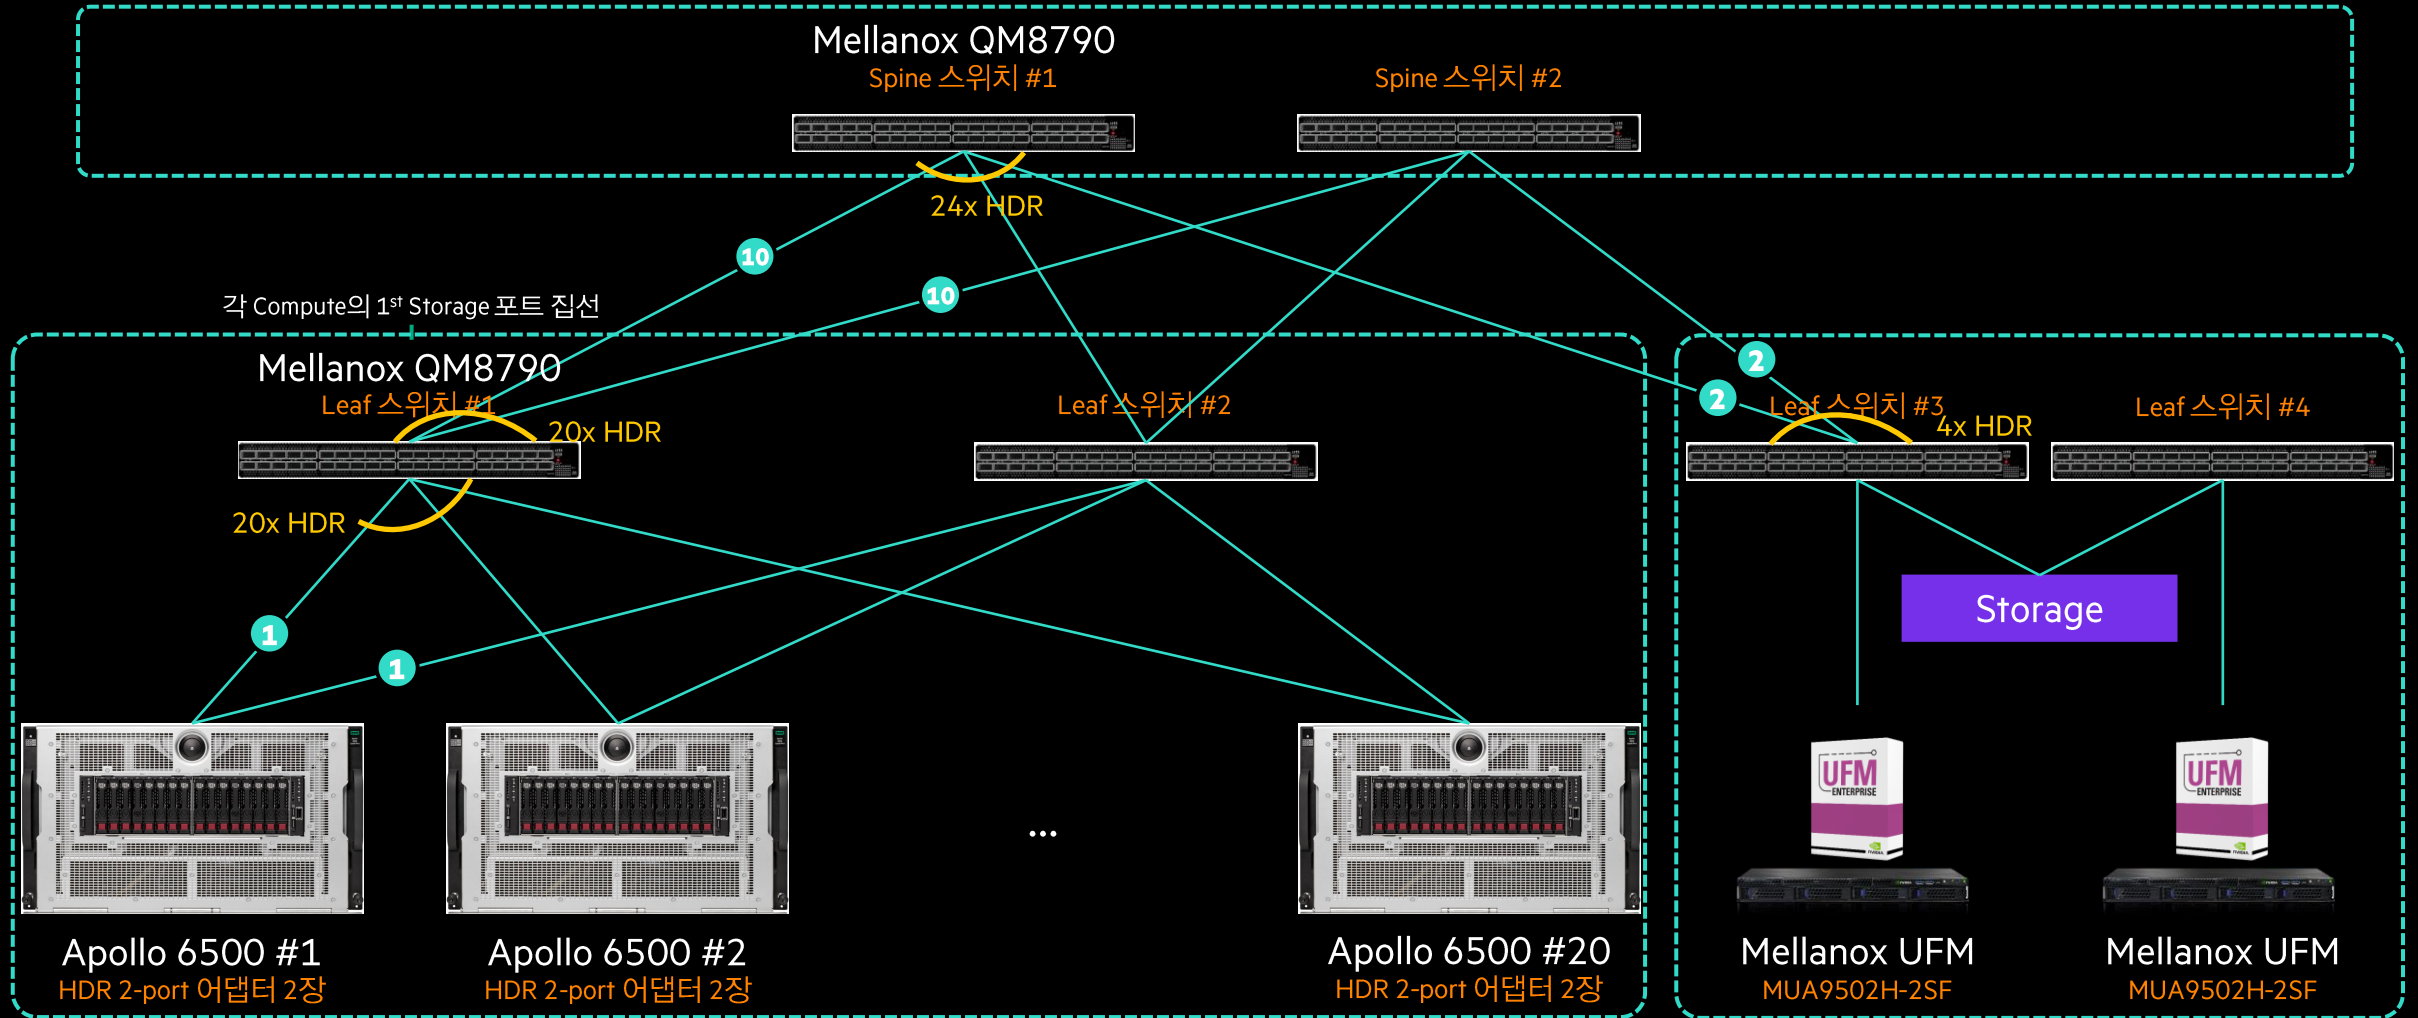 Mellanox QM8790
Spine 스위치 #1
Spine 스위치 #2
24x HDR
10
10
각 Compute의 1st Storage 포트 집선
Mellanox QM8790
Leaf 스위치 #1
20x HDR
Leaf 스위치 #2
2
2
Leaf 스위치 #3
4x HDR
Leaf 스위치 #4
20x HDR
1
1
Storage
...
UFM
ENTERPRISE
UFM
ENTERPRISE
Apollo 6500 #1
HDR 2-port 어댑터 2장
Apollo 6500 #2
HDR 2-port 어댑터 2장
Apollo 6500 #20
HDR 2-port 어댑터 2장
Mellanox UFM
MUA9502H-2SF
Mellanox UFM
MUA9502H-2SF